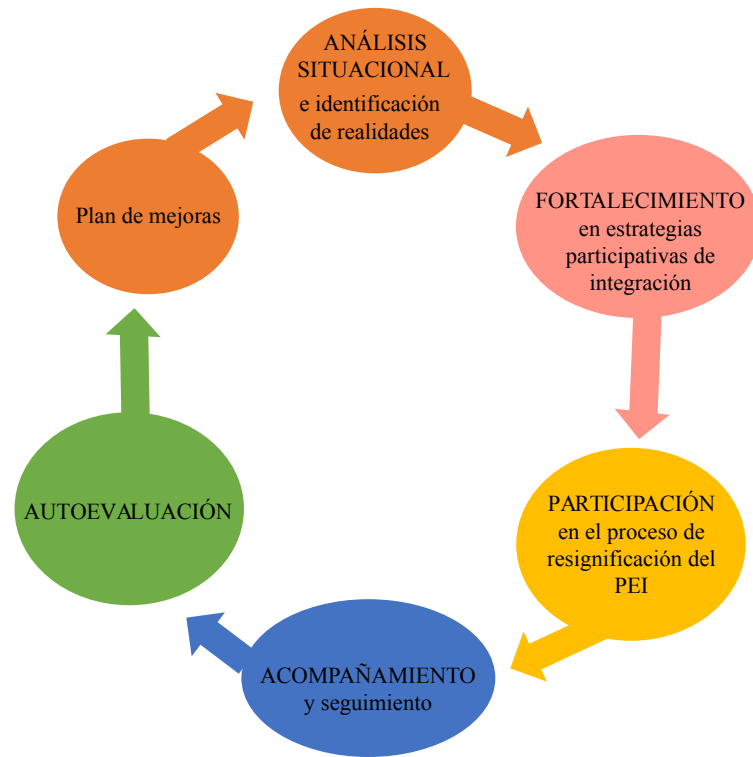 ANÁLISIS
SITUACIONAL
e identificación
de realidades
FORTALECIMIENTO
en estrategias
participativas de
integración
PARTICIPACIÓN
en el proceso de
resignificación del
PEI
ACOMPAÑAMIENTO
y seguimiento
AUTOEVALUACIÓN
Plan de mejoras